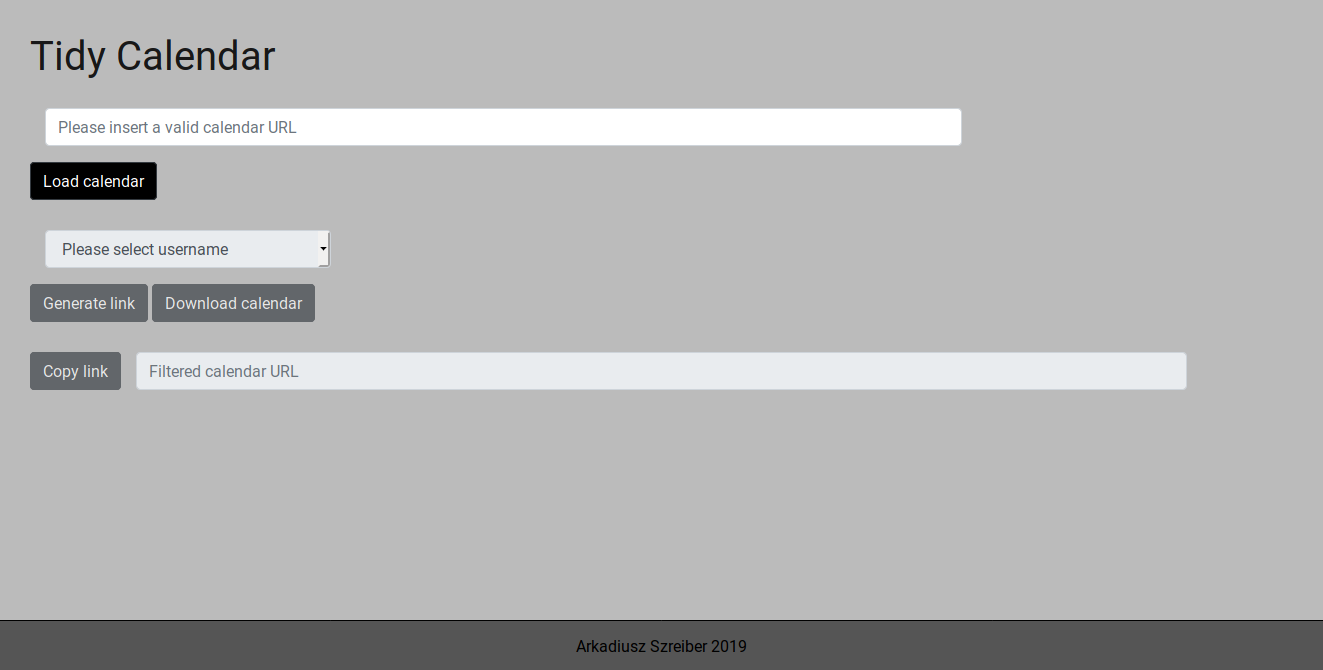 Tidy Calendar
Please insert a valid calendar URL
Load calendar
Please select username
Generate link Download calendar
Copy link Filtered calendar URL
Arkadiusz Szreiber 2019